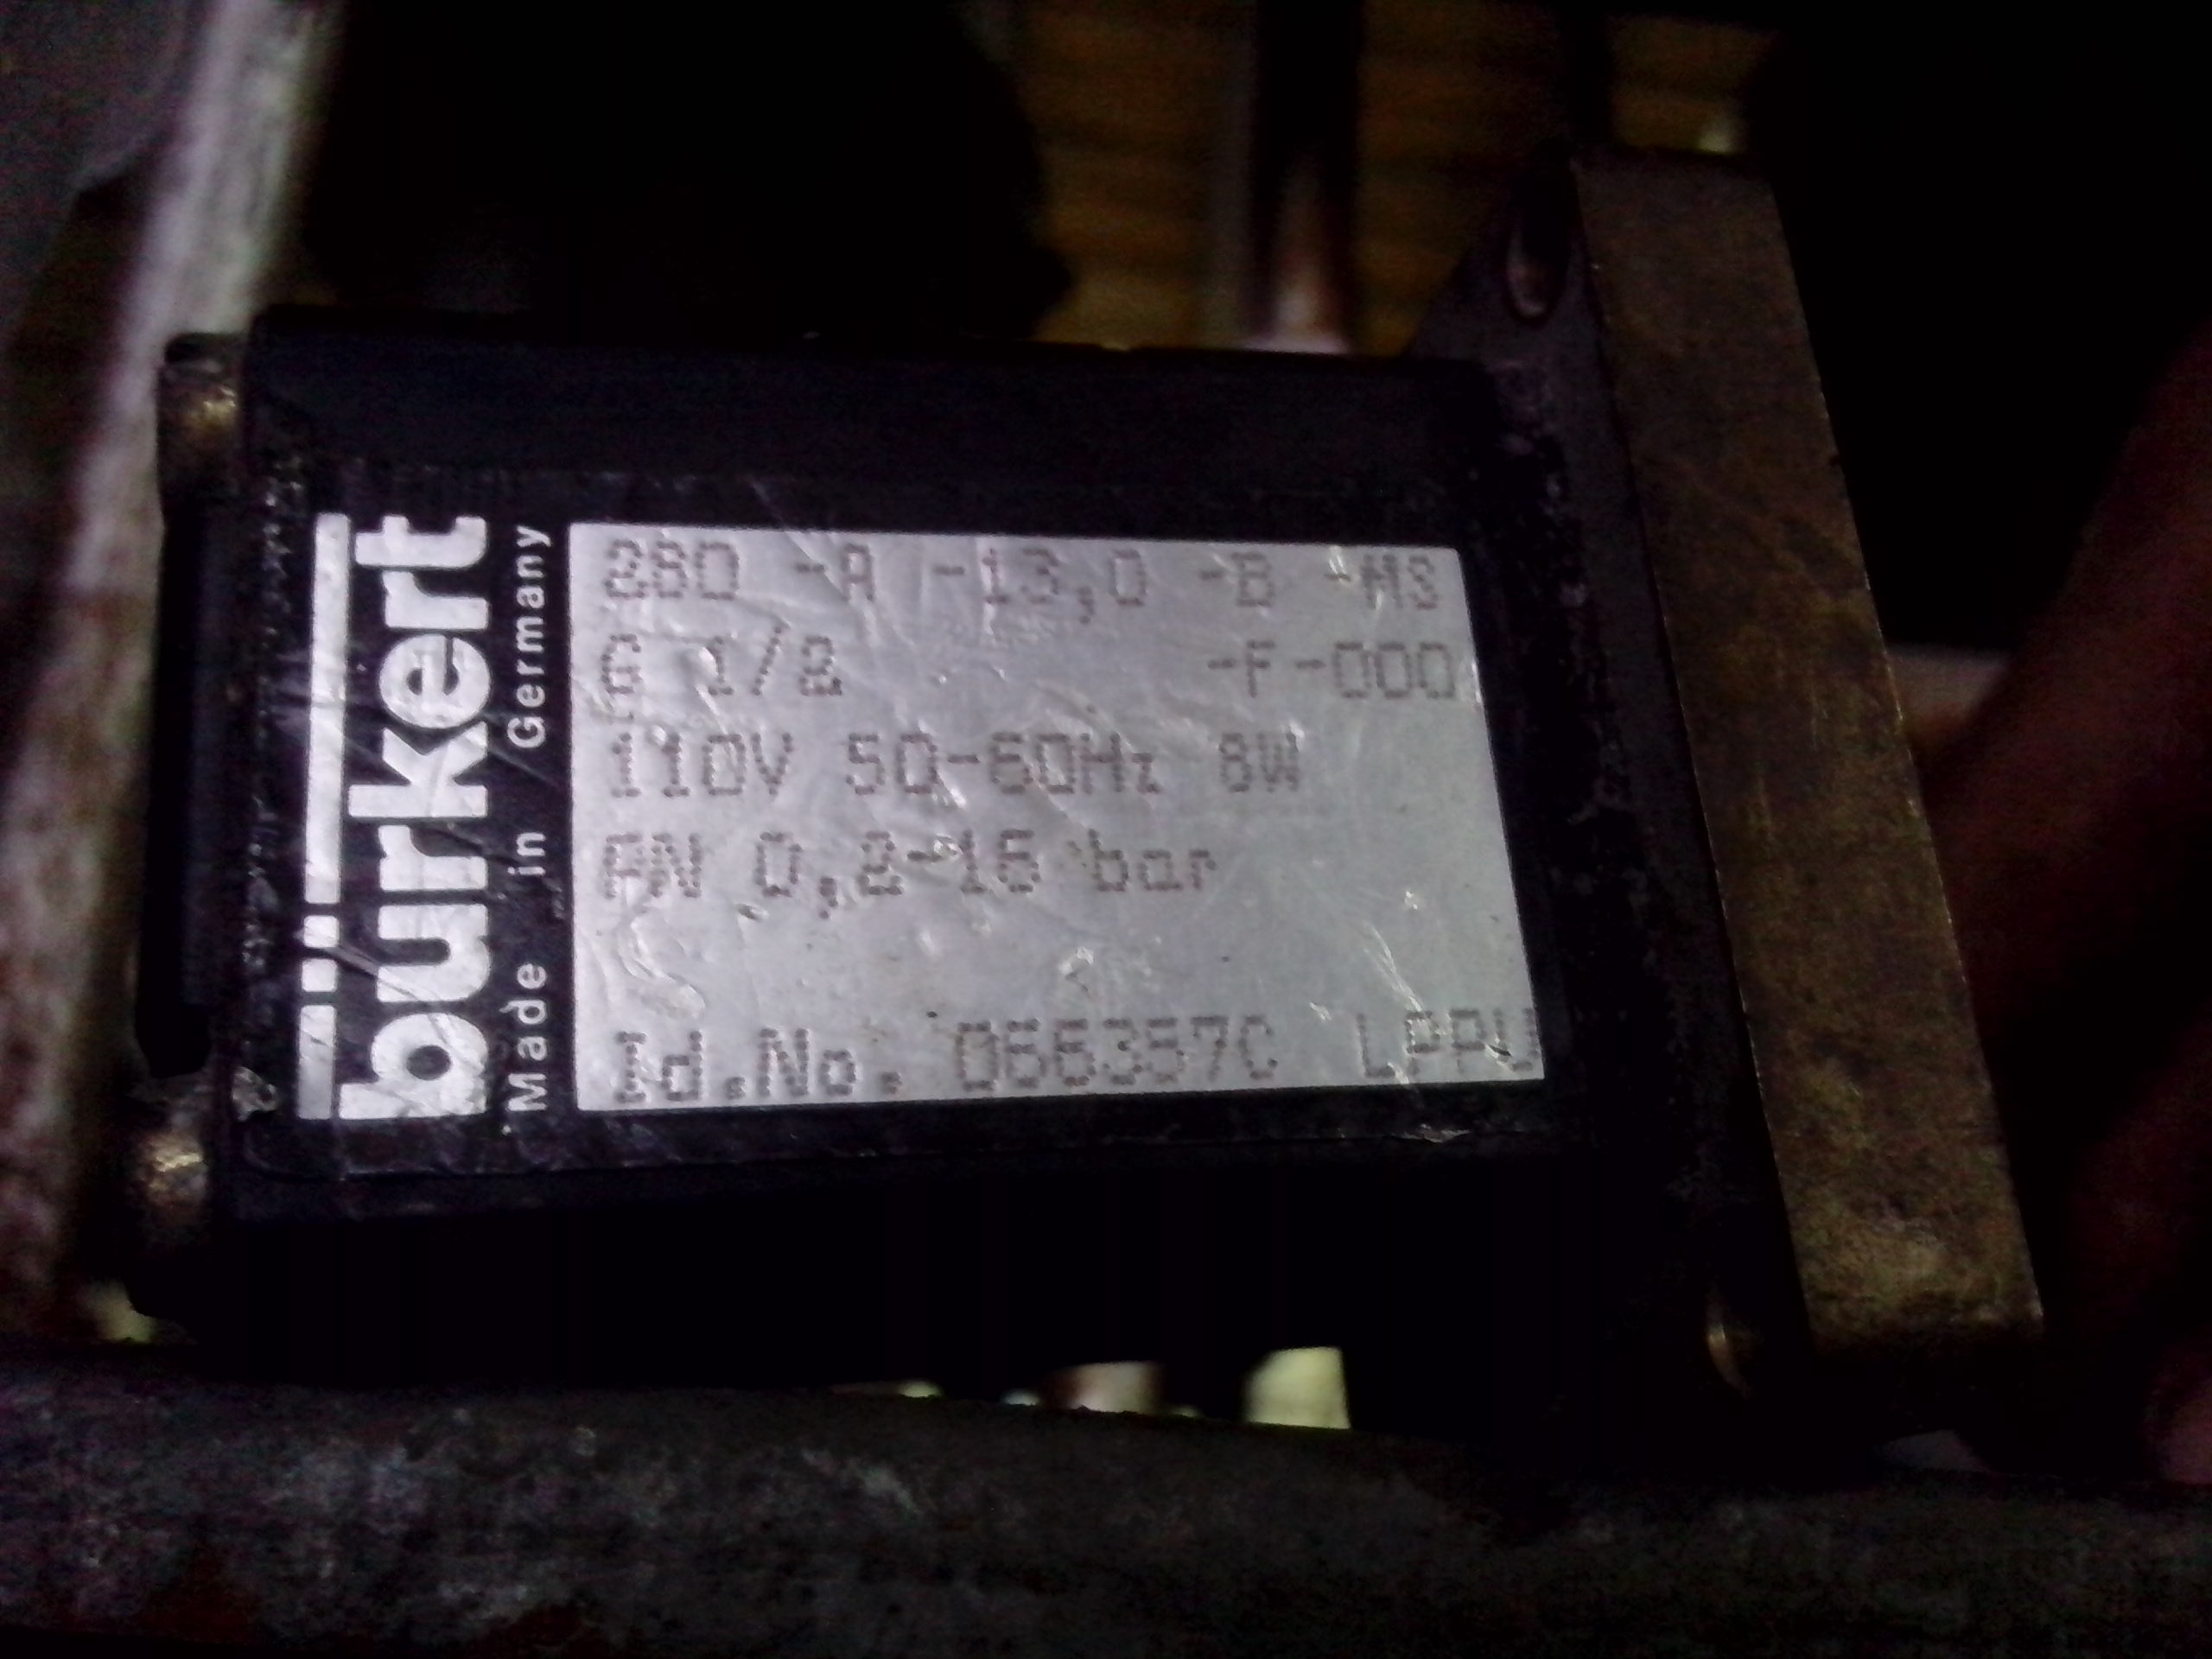 bürkert
Made in Germany
280 -A -13,0 -B -MS
G 1/2 -F-000
110V 50-60Hz 8W
PN 0,2-16 bar
Id.No. 066357C LPPU